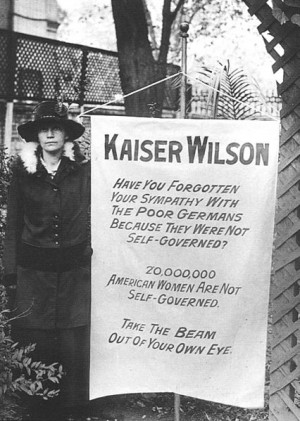 KAISER WILSON
HAVE YOU FORGOTTEN
YOUR SYMPATHY WITH
THE POOR GERMANS
BECAUSE THEY WERE NOT
SELF-GOVERNED?
20,000,000
AMERICAN WOMEN ARE NOT
SELF-GOVERNED.
TAKE THE BEAM
OUT OF YOUR OWN EYE.